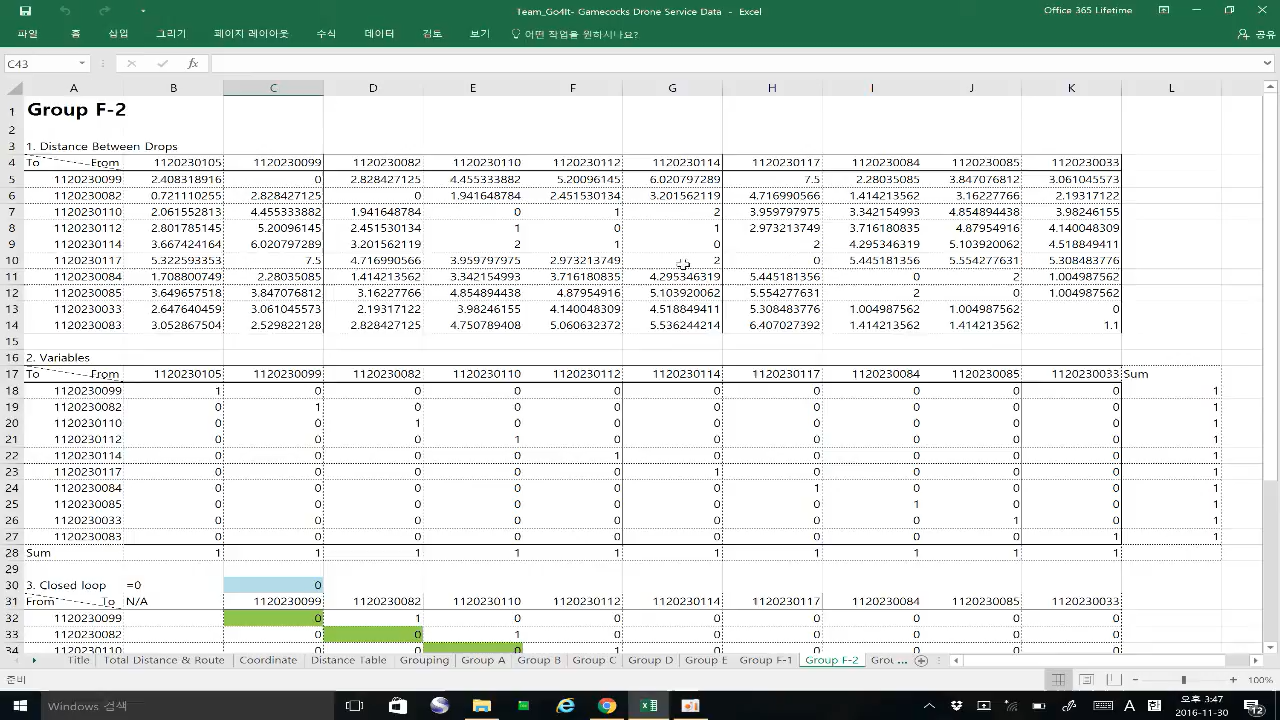 Team_Go4It- Gamecocks Drone Service Data - Excel
Office 365 Lifetime
파일 홈 삽입 그리기 페이지 레이아웃 수식 데이터 검토 보기 어떤 작업을 원하시나요? 공유
C43 fx
A B C D E F G H I J K L
1 Group F-2
2
3 1. Distance Between Drops
4 To From 1120230105 1120230099 1120230082 1120230110 1120230112 1120230114 1120230117 1120230084 1120230085 1120230033
5 1120230099 2.408318916 0 2.828427125 4.455333882 5.20096145 6.020797289 7.5 2.28035085 3.847076812 3.061045573
6 1120230082 0.721110255 2.828427125 0 1.941648784 2.451530134 3.201562119 4.716990566 1.414213562 3.16227766 2.19317122
7 1120230110 2.061552813 4.455333882 1.941648784 0 1 2 3.959797975 3.342154993 4.854894438 3.98246155
8 1120230112 2.801785145 5.20096145 2.451530134 1 0 1 2.973213749 3.716180835 4.87954916 4.140048309
9 1120230114 3.667424164 6.020797289 3.201562119 2 1 0 2 4.295346319 5.103920062 4.518849411
10 1120230117 5.322593353 7.5 4.716990566 3.959797975 2.973213749 2 0 5.445181356 5.554277631 5.308483776
11 1120230084 1.708800749 2.28035085 1.414213562 3.342154993 3.716180835 4.295346319 5.445181356 0 2 1.004987562
12 1120230085 3.649657518 3.847076812 3.16227766 4.854894438 4.87954916 5.103920062 5.554277631 2 0 1.004987562
13 1120230033 2.647640459 3.061045573 2.19317122 3.98246155 4.140048309 4.518849411 5.308483776 1.004987562 1.004987562 0
14 1120230083 3.052867504 2.529822128 2.828427125 4.750789408 5.060632372 5.536244214 6.407027392 1.414213562 1.414213562 1.1
15
16 2. Variables
17 To From 1120230105 1120230099 1120230082 1120230110 1120230112 1120230114 1120230117 1120230084 1120230085 1120230033 Sum
18 1120230099 1 0 0 0 0 0 0 0 0 0 1
19 1120230082 0 1 0 0 0 0 0 0 0 0 1
20 1120230110 0 0 1 0 0 0 0 0 0 0 1
21 1120230112 0 0 0 1 0 0 0 0 0 0 1
22 1120230114 0 0 0 0 1 0 0 0 0 0 1
23 1120230117 0 0 0 0 0 1 0 0 0 0 1
24 1120230084 0 0 0 0 0 0 1 0 0 0 1
25 1120230085 0 0 0 0 0 0 0 1 0 0 1
26 1120230033 0 0 0 0 0 0 0 0 1 0 1
27 1120230083 0 0 0 0 0 0 0 0 0 1 1
28 Sum 1 1 1 1 1 1 1 1 1 1
29
30 3. Closed loop =0 0
31 From To N/A 1120230099 1120230082 1120230110 1120230112 1120230114 1120230117 1120230084 1120230085 1120230033
32 1120230099 0 1 0 0 0 0 0 0 0
33 1120230082 0 0 1 0 0 0 0 0 0
34 1120230110 0 0 0 1 0 0 0 0 0
Title Total Distance & Route Coordinate Distance Table Grouping Group A Group B Group C Group D Group E Group F-1 Group F-2 Grou ...
준비 100%
Windows 검색 A 漢 오후 3:47
2016-11-30 2